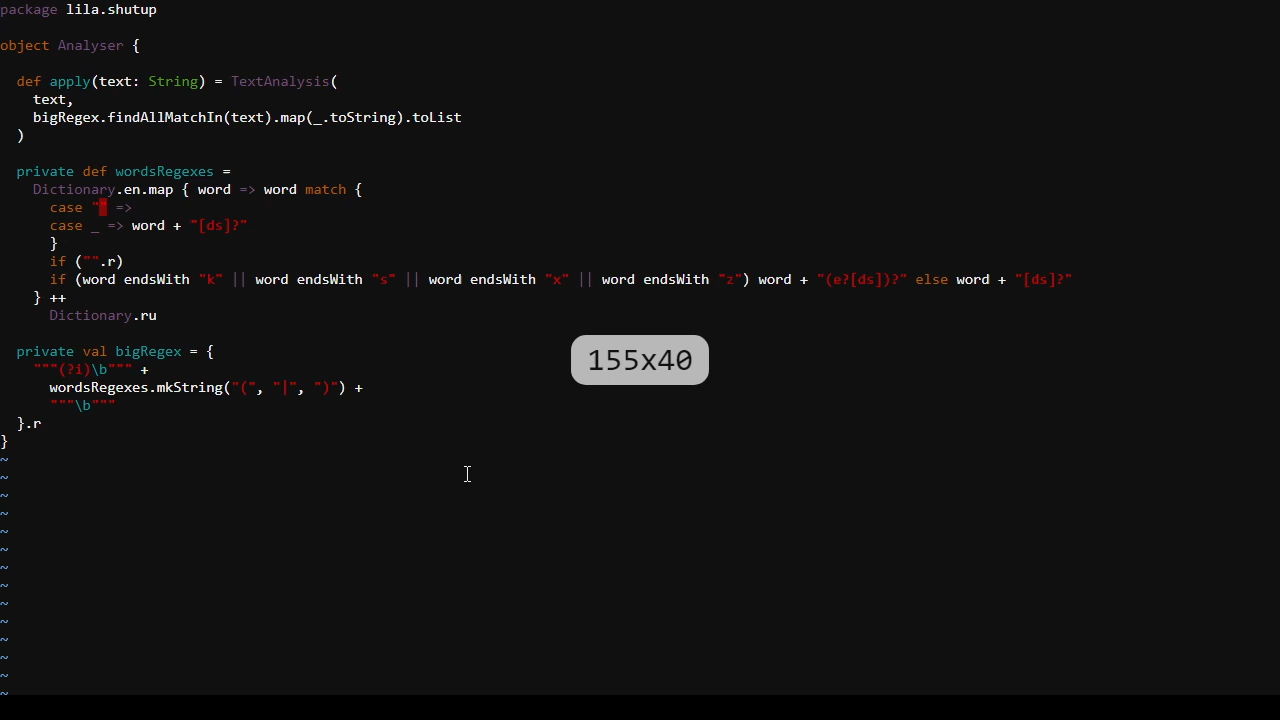 package lila.shutup

object Analyser {

  def apply(text: String) = TextAnalysis(
    text,
    bigRegex.findAllMatchIn(text).map(_.toString).toList
  )

  private def wordsRegexes =
    Dictionary.en.map { word => word match {
      case "" =>
      case _ => word + "[ds]?"
      }
      if ("".r)
      if (word endsWith "k" || word endsWith "s" || word endsWith "x" || word endsWith "z") word + "(e?[ds])?" else word + "[ds]?"
    } ++
      Dictionary.ru

  private val bigRegex = {
    """(?i)\b""" +
      wordsRegexes.mkString("(", "|", ")") +
      """\b"""
  }.r
}
~
~
~
~
~
~
~
~
~
~
~
~
~
~
155x40